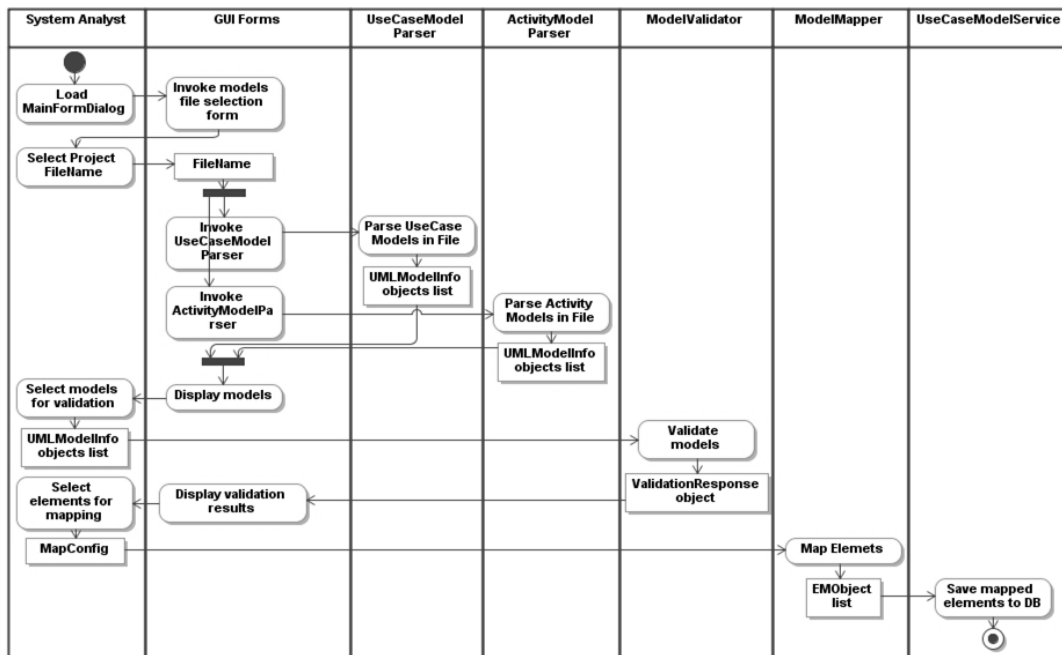 System Analyst
GUI Forms
UseCaseModel
Parser
ActivityModel
Parser
ModelValidator
ModelMapper
UseCaseModelService
Load
MainFormDialog
Invoke models
file selection
form
Select Project
FileName
FileName
Invoke
UseCaseModel
Parser
Parse UseCase
Models in File
UMLModelInfo
objects list
Invoke
ActivityModelPa
rser
Parse Activity
Models in File
UMLModelInfo
objects list
Display models
Select models
for validation
UMLModelInfo
objects list
Validate
models
ValidationResponse
object
Display validation
results
Select
elements for
mapping
MapConfig
Map Elemets
EMObject
list
Save mapped
elements to DB